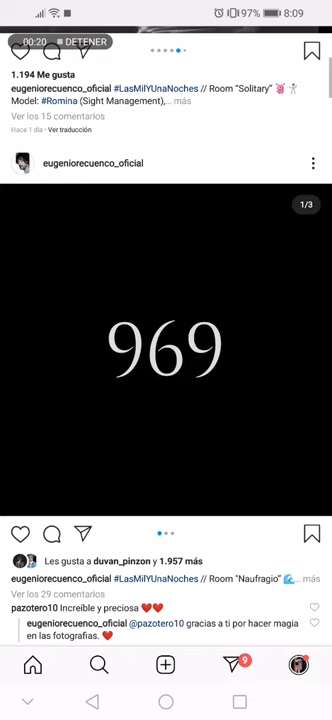 97% 8:09
00:20 DETENER
1.194 Me gusta
eugeniorecuenco_oficial #LasMilYUnaNoches // Room "Solitary"
Model: #Romina (Sight Management),... más
Ver los 15 comentarios
Hace 1 día • Ver traducción
eugeniorecuenco_oficial
1/3
969
Les gusta a duvan_pinzon y 1.957 más
eugeniorecuenco_oficial #LasMilYUnaNoches // Room "Naufragio" 🌊... más
Ver los 29 comentarios
pazotero10 Increíble y preciosa ❤️❤️
eugeniorecuenco_oficial @pazotero10 gracias a ti por hacer magia
en las fotografías. ❤️
9